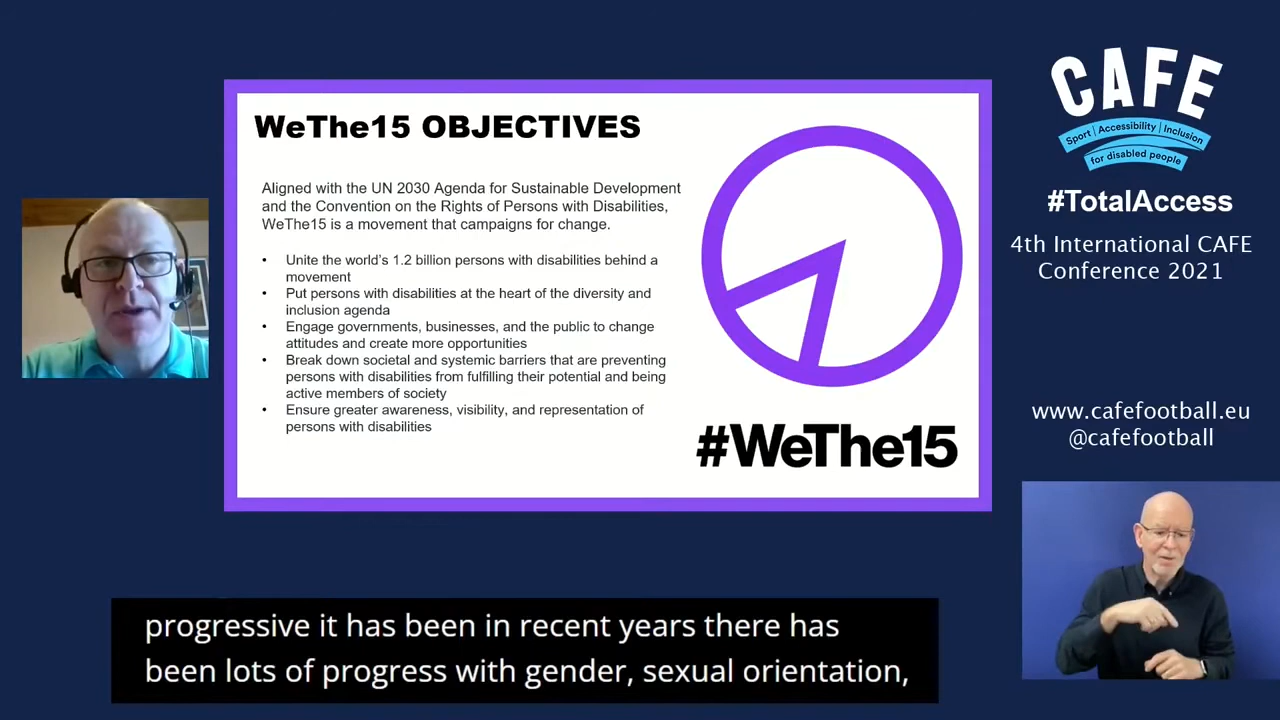 WeThe15 OBJECTIVES
Aligned with the UN 2030 Agenda for Sustainable Development
and the Convention on the Rights of Persons with Disabilities,
WeThe15 is a movement that campaigns for change.
• Unite the world's 1.2 billion persons with disabilities behind a
movement
• Put persons with disabilities at the heart of the diversity and
inclusion agenda
• Engage governments, businesses, and the public to change
attitudes and create more opportunities
• Break down societal and systemic barriers that are preventing
persons with disabilities from fulfilling their potential and being
active members of society
• Ensure greater awareness, visibility, and representation of
persons with disabilities
#WeThe15
CAFE
Sport | Accessibility | Inclusion
for disabled people
#TotalAccess
4th International CAFE
Conference 2021
www.cafefootball.eu
@cafefootball
progressive it has been in recent years there has
been lots of progress with gender, sexual orientation,